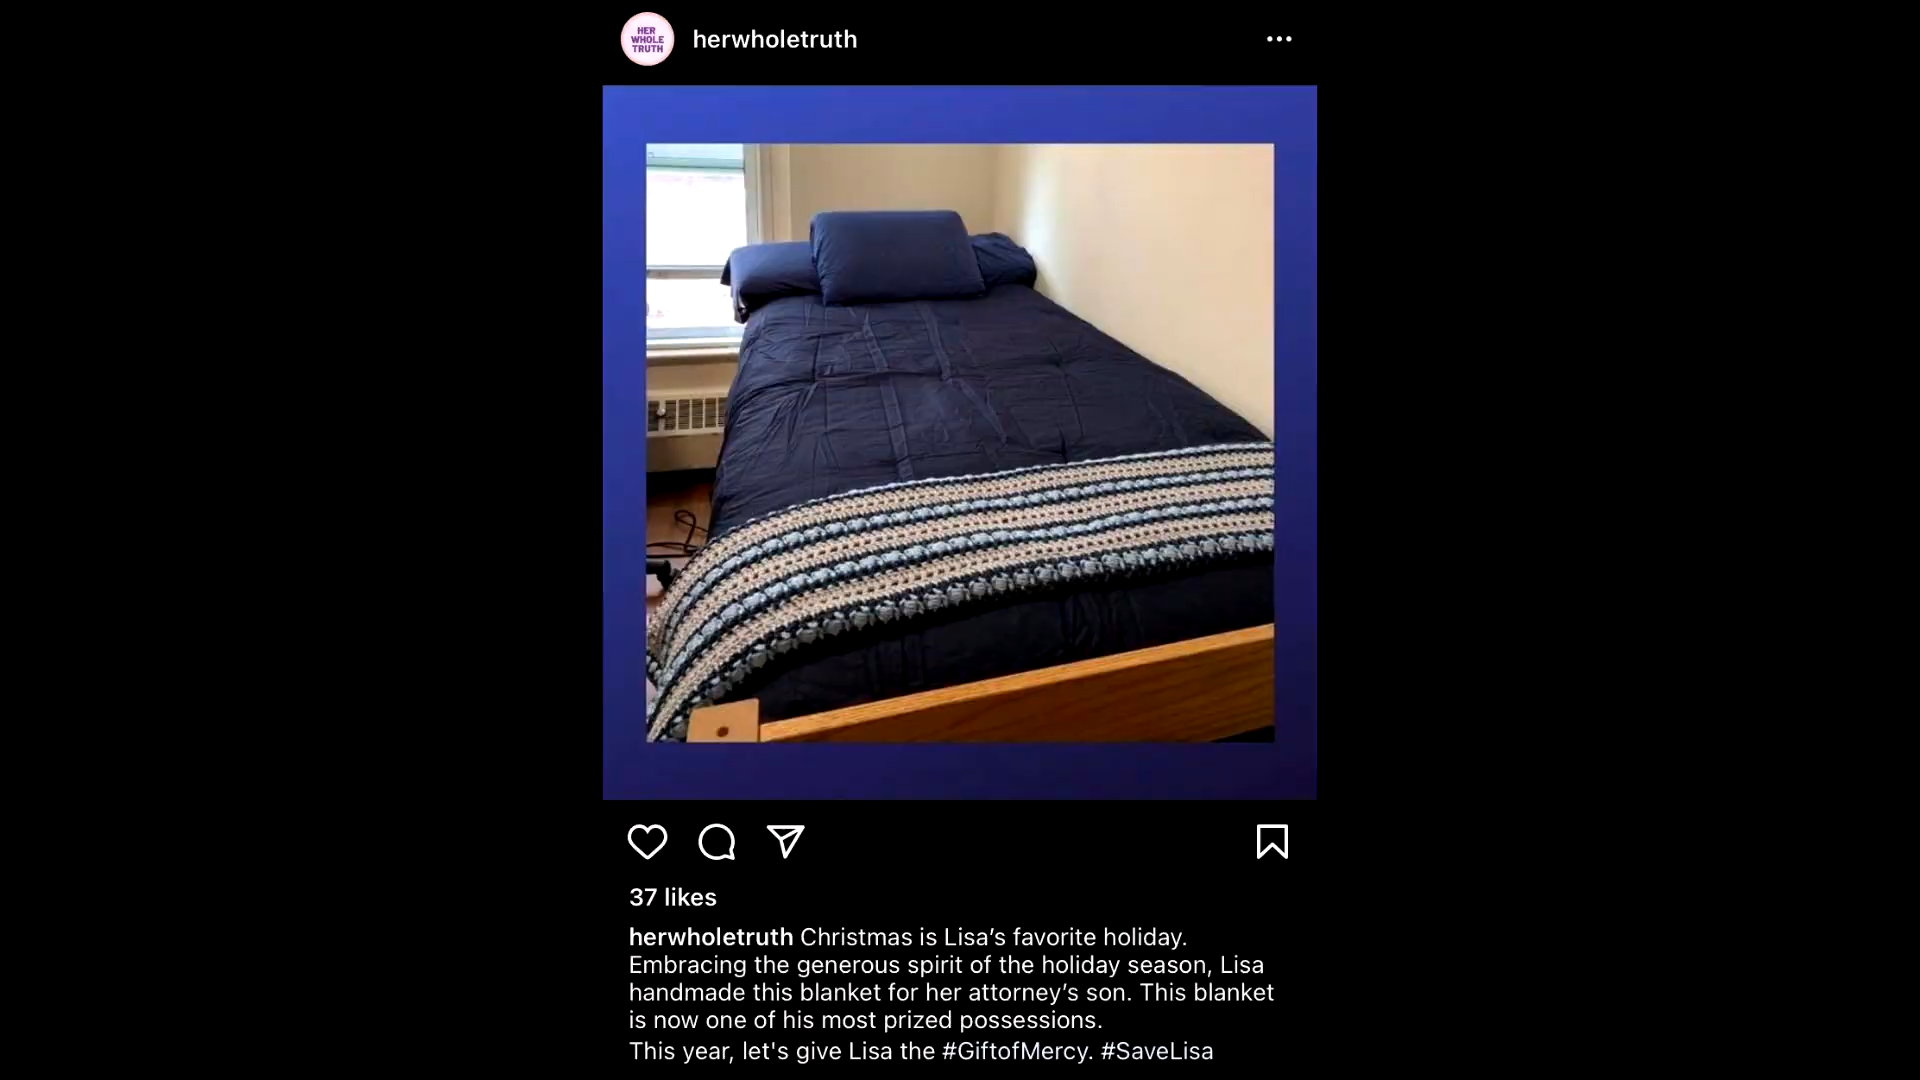 HER
WHOLE
TRUTH
herwholetruth
37 likes
herwholetruth Christmas is Lisa’s favorite holiday.
Embracing the generous spirit of the holiday season, Lisa
handmade this blanket for her attorney’s son. This blanket
is now one of his most prized possessions.
This year, let's give Lisa the #GiftofMercy. #SaveLisa